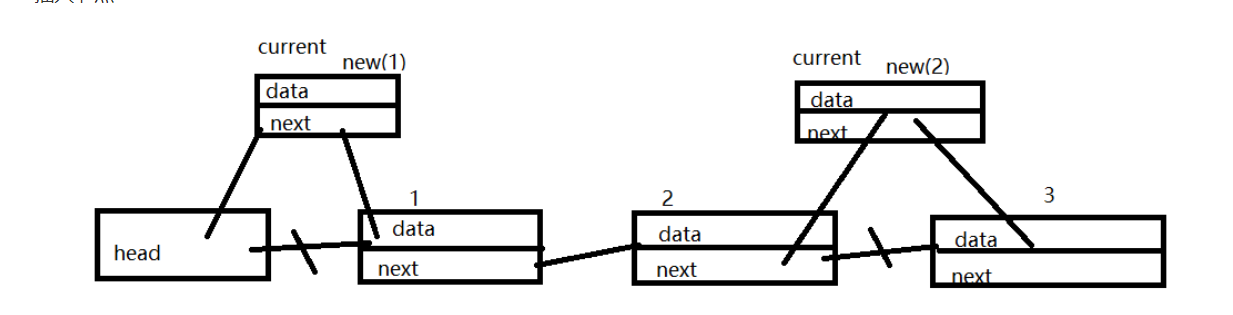 current
new(1)
data
next
current
new(2)
data
next
head
1
data
next
2
data
next
3
data
next